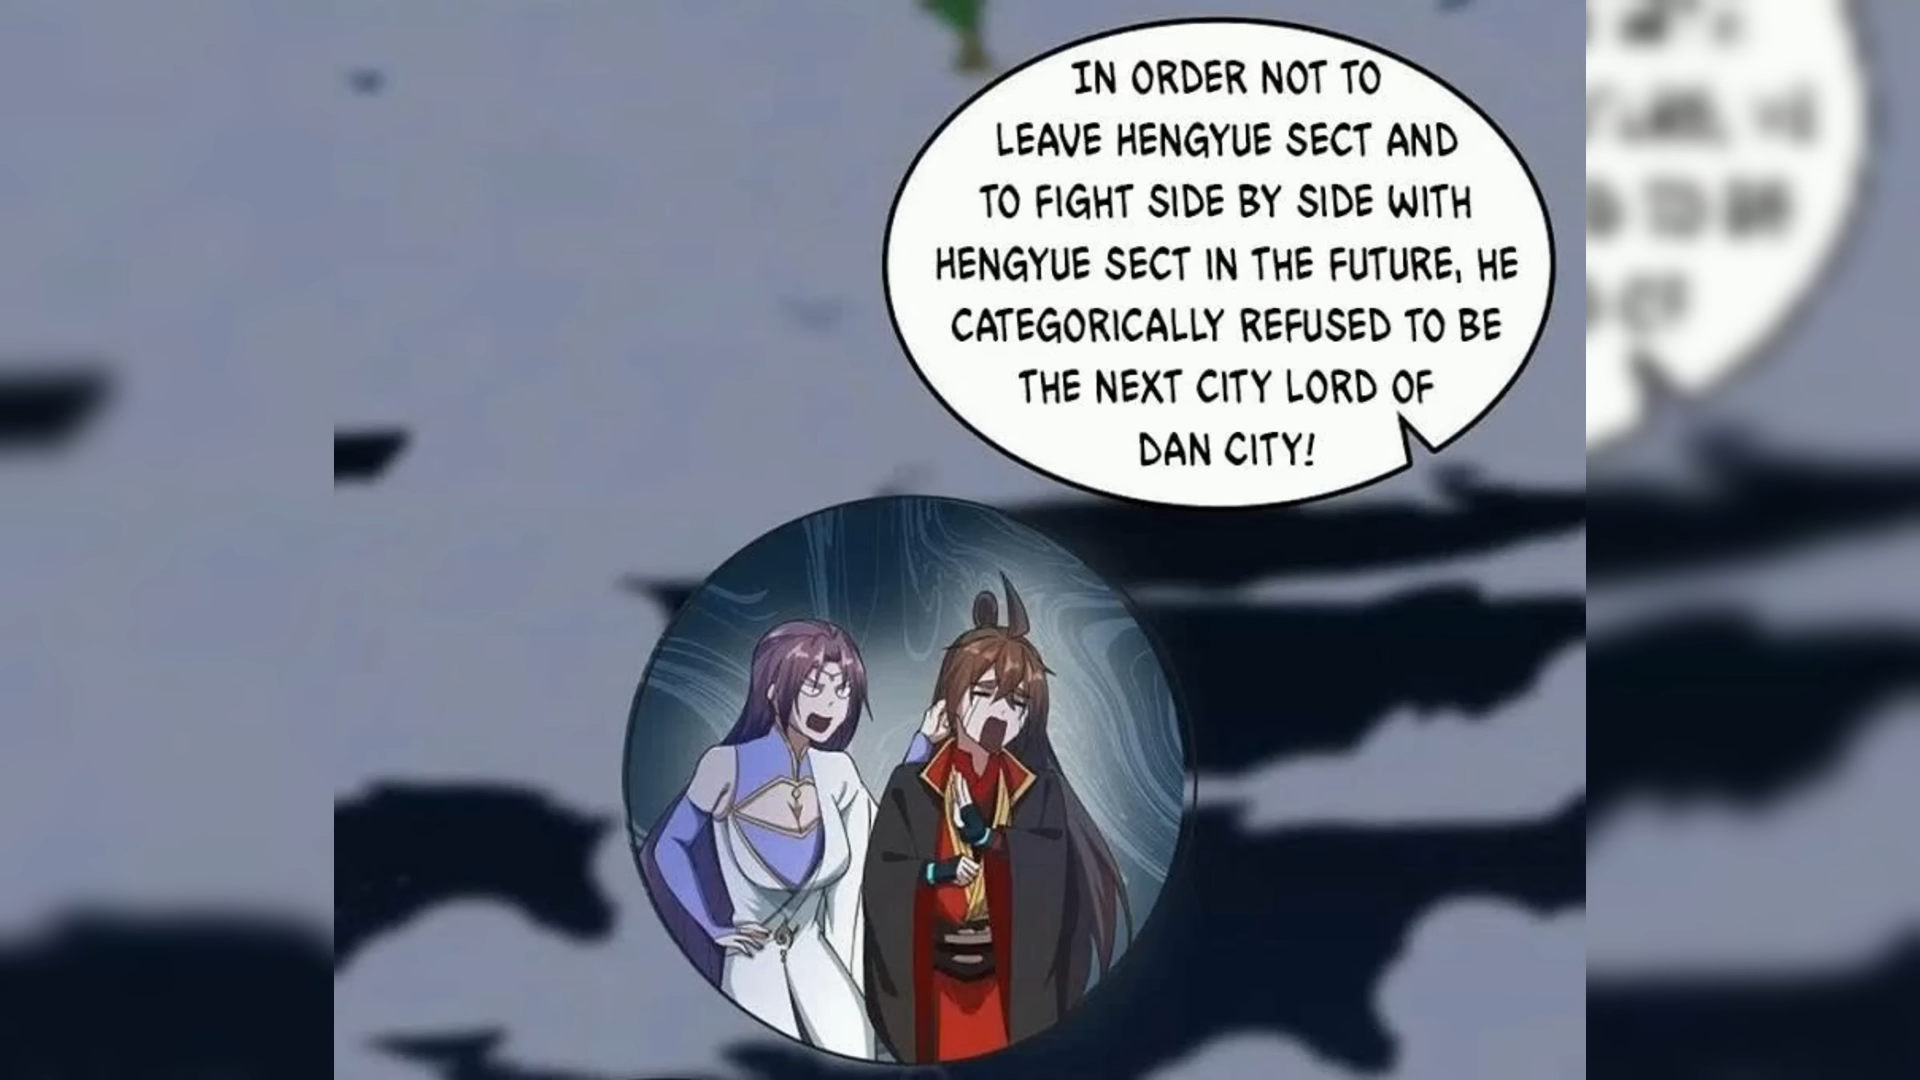 IN ORDER NOT TO
LEAVE HENGYUE SECT AND
TO FIGHT SIDE BY SIDE WITH
HENGYUE SECT IN THE FUTURE, HE
CATEGORICALLY REFUSED TO BE
THE NEXT CITY LORD OF
DAN CITY!